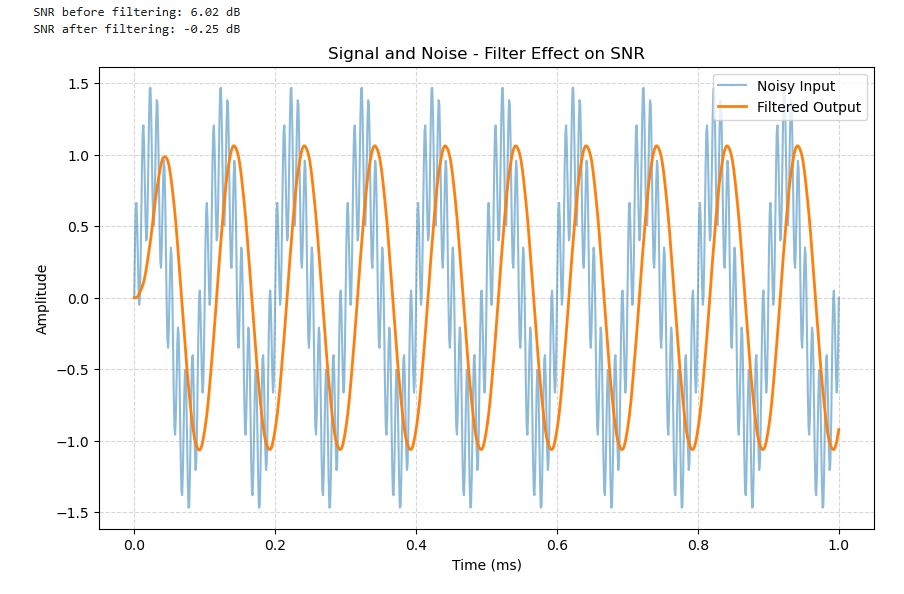 SNR before filtering: 6.02 dB
SNR after filtering: -0.25 dB
Signal and Noise - Filter Effect on SNR
Noisy Input
Filtered Output
1.5
1.0
0.5
0.0
−0.5
−1.0
−1.5
Amplitude
0.0 0.2 0.4 0.6 0.8 1.0
Time (ms)